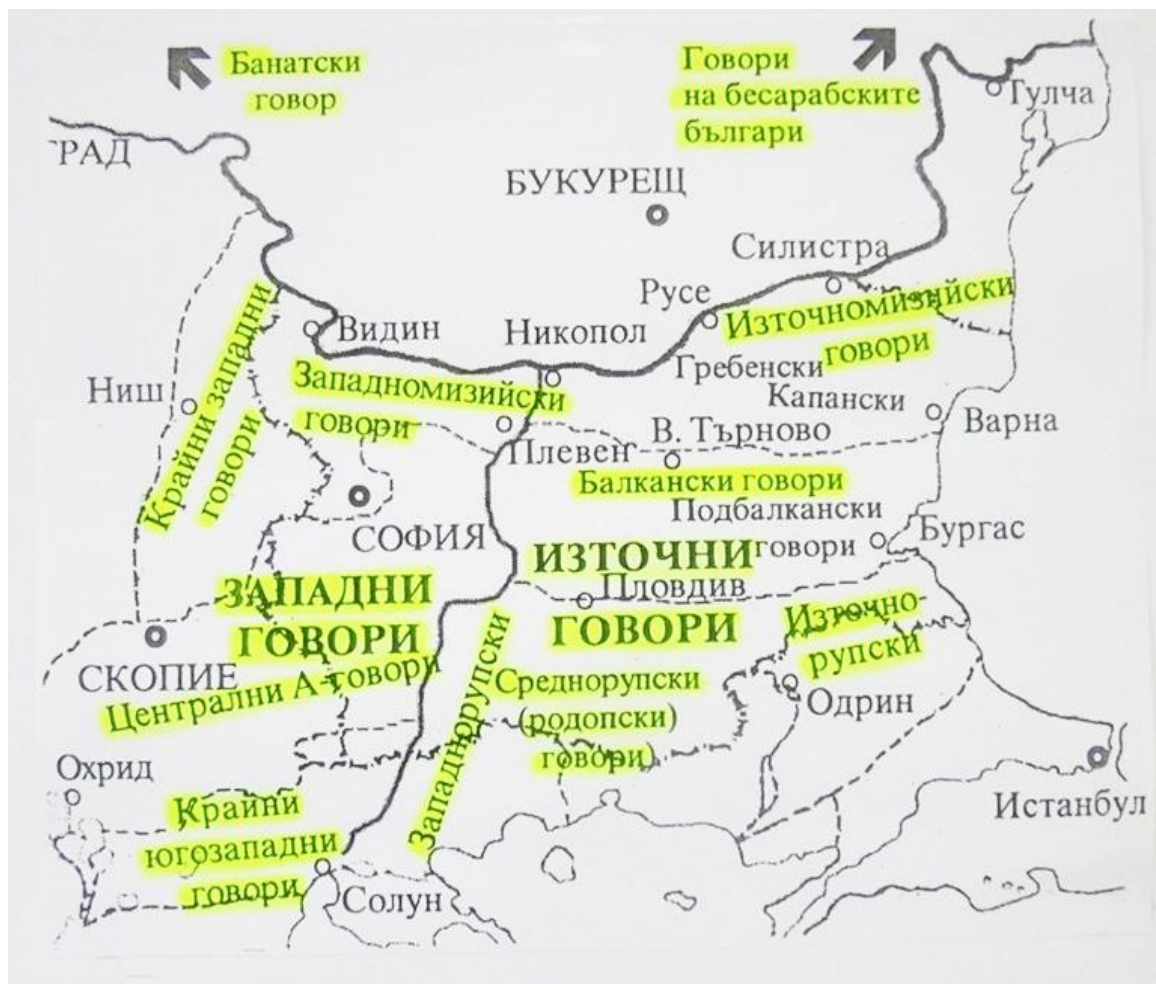 Банатски
говор
Говори
на бесарабските
българи
Тулча
ГРАД
БУКУРЕЩ
Силистра
Русе
Източномизийски
говори
Видин
Никопол
Гребенски
Капански
Варна
Крайни западни
говори
Ниш
Западномизийски
говори
Плевен
В. Търново
Балкански говори
Подбалкански
говори
Бургас
СОФИЯ
ИЗТОЧНИ
ГОВОРИ
Пловдив
ЗАПАДНИ
ГОВОРИ
Източно-
рупски
СКОПИЕ
Централни А-говори
Западнорупски
Среднорупски
(родопски)
говори)
Одрин
Охрид
Истанбул
Крайни
югозападни
говори
Солун